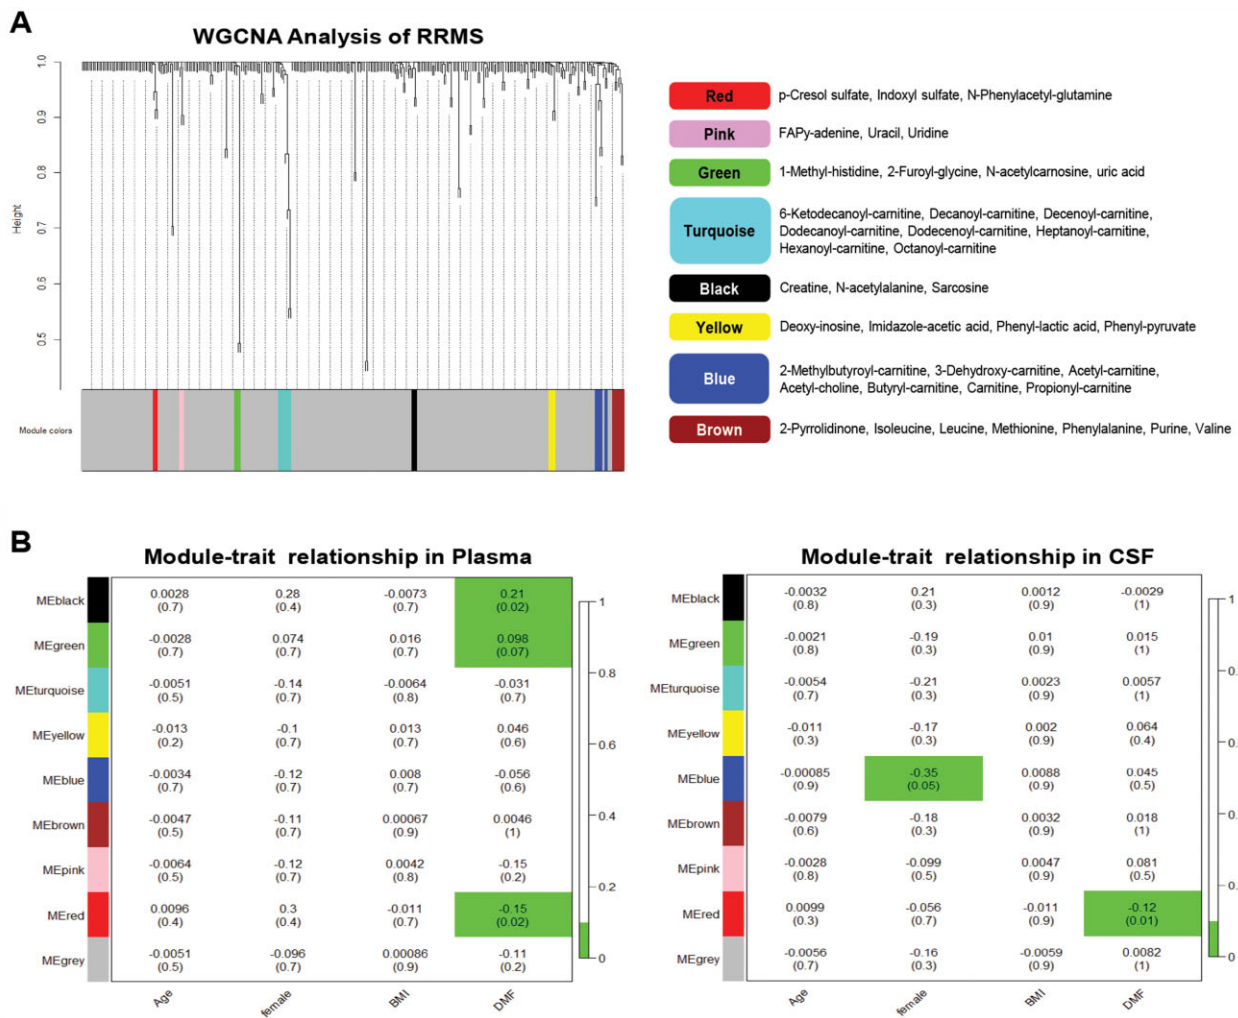 A
WGCNA Analysis of RRMS
Height
1.0
0.9
0.8
0.7
0.6
0.5
Module colors
Red p-Cresol sulfate, Indoxyl sulfate, N-Phenylacetyl-glutamine
Pink FAPy-adenine, Uracil, Uridine
Green 1-Methyl-histidine, 2-Furoyl-glycine, N-acetylcarnosine, uric acid
Turquoise 6-Ketodecanoyl-carnitine, Decanoyl-carnitine, Decenoyl-carnitine,
Dodecanoyl-carnitine, Dodecenoyl-carnitine, Heptanoyl-carnitine,
Hexanoyl-carnitine, Octanoyl-carnitine
Black Creatine, N-acetylalanine, Sarcosine
Yellow Deoxy-inosine, Imidazole-acetic acid, Phenyl-lactic acid, Phenyl-pyruvate
Blue 2-Methylbutyroyl-carnitine, 3-Dehydroxy-carnitine, Acetyl-carnitine,
Acetyl-choline, Butyryl-carnitine, Carnitine, Propionyl-carnitine
Brown 2-Pyrrolidinone, Isoleucine, Leucine, Methionine, Phenylalanine, Purine, Valine
B
Module-trait relationship in Plasma
MEblack 0.0028 0.28 -0.0073 0.21
(0.7) (0.4) (0.7) (0.02)
MEgreen -0.0028 0.074 0.016 0.098
(0.7) (0.7) (0.7) (0.07)
MEturquoise -0.0051 -0.14 -0.0064 -0.031
(0.5) (0.7) (0.8) (0.7)
MEyellow -0.013 -0.1 0.013 0.046
(0.2) (0.7) (0.7) (0.6)
MEblue -0.0034 -0.12 0.008 -0.056
(0.7) (0.7) (0.7) (0.6)
MEbrown -0.0047 -0.11 0.00067 0.0046
(0.5) (0.7) (0.9) (1)
MEpink -0.0064 -0.12 0.0042 -0.15
(0.5) (0.7) (0.8) (0.2)
MEred 0.0096 0.3 -0.011 -0.15
(0.4) (0.4) (0.7) (0.02)
MEgrey -0.0051 -0.096 0.00086 -0.11
(0.5) (0.7) (0.9) (0.2)
Age female BMI DMF
1
0.8
0.6
0.4
0.2
0
Module-trait relationship in CSF
MEblack -0.0032 0.21 0.0012 -0.0029
(0.8) (0.3) (0.9) (1)
MEgreen -0.0021 -0.19 0.01 0.015
(0.8) (0.3) (0.9) (1)
MEturquoise -0.0054 -0.21 0.0023 0.0057
(0.7) (0.3) (0.9) (1)
MEyellow -0.011 -0.17 0.002 0.064
(0.3) (0.3) (0.9) (0.4)
MEblue -0.00085 -0.35 0.0088 0.045
(0.9) (0.05) (0.9) (0.5)
MEbrown -0.0079 -0.18 0.0032 0.018
(0.6) (0.3) (0.9) (1)
MEpink -0.0028 -0.099 0.0047 0.081
(0.8) (0.5) (0.9) (0.5)
MEred 0.0099 -0.056 -0.011 -0.12
(0.3) (0.7) (0.9) (0.01)
MEgrey -0.0056 -0.16 -0.0059 0.0082
(0.7) (0.3) (0.9) (1)
Age female BMI DMF
1
0